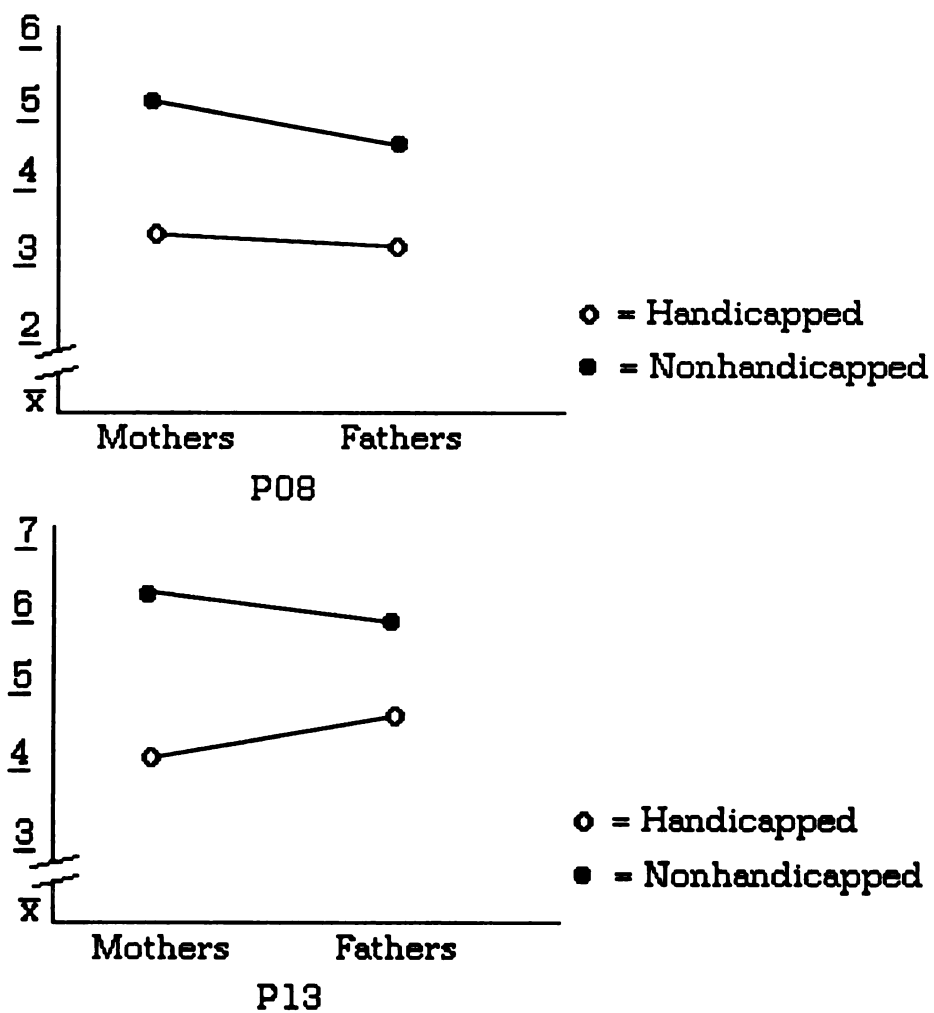 6
5
4
3
2
x̄
Mothers Fathers
P08
= Handicapped
= Nonhandicapped
7
6
5
4
3
x̄
Mothers Fathers
P13
= Handicapped
= Nonhandicapped